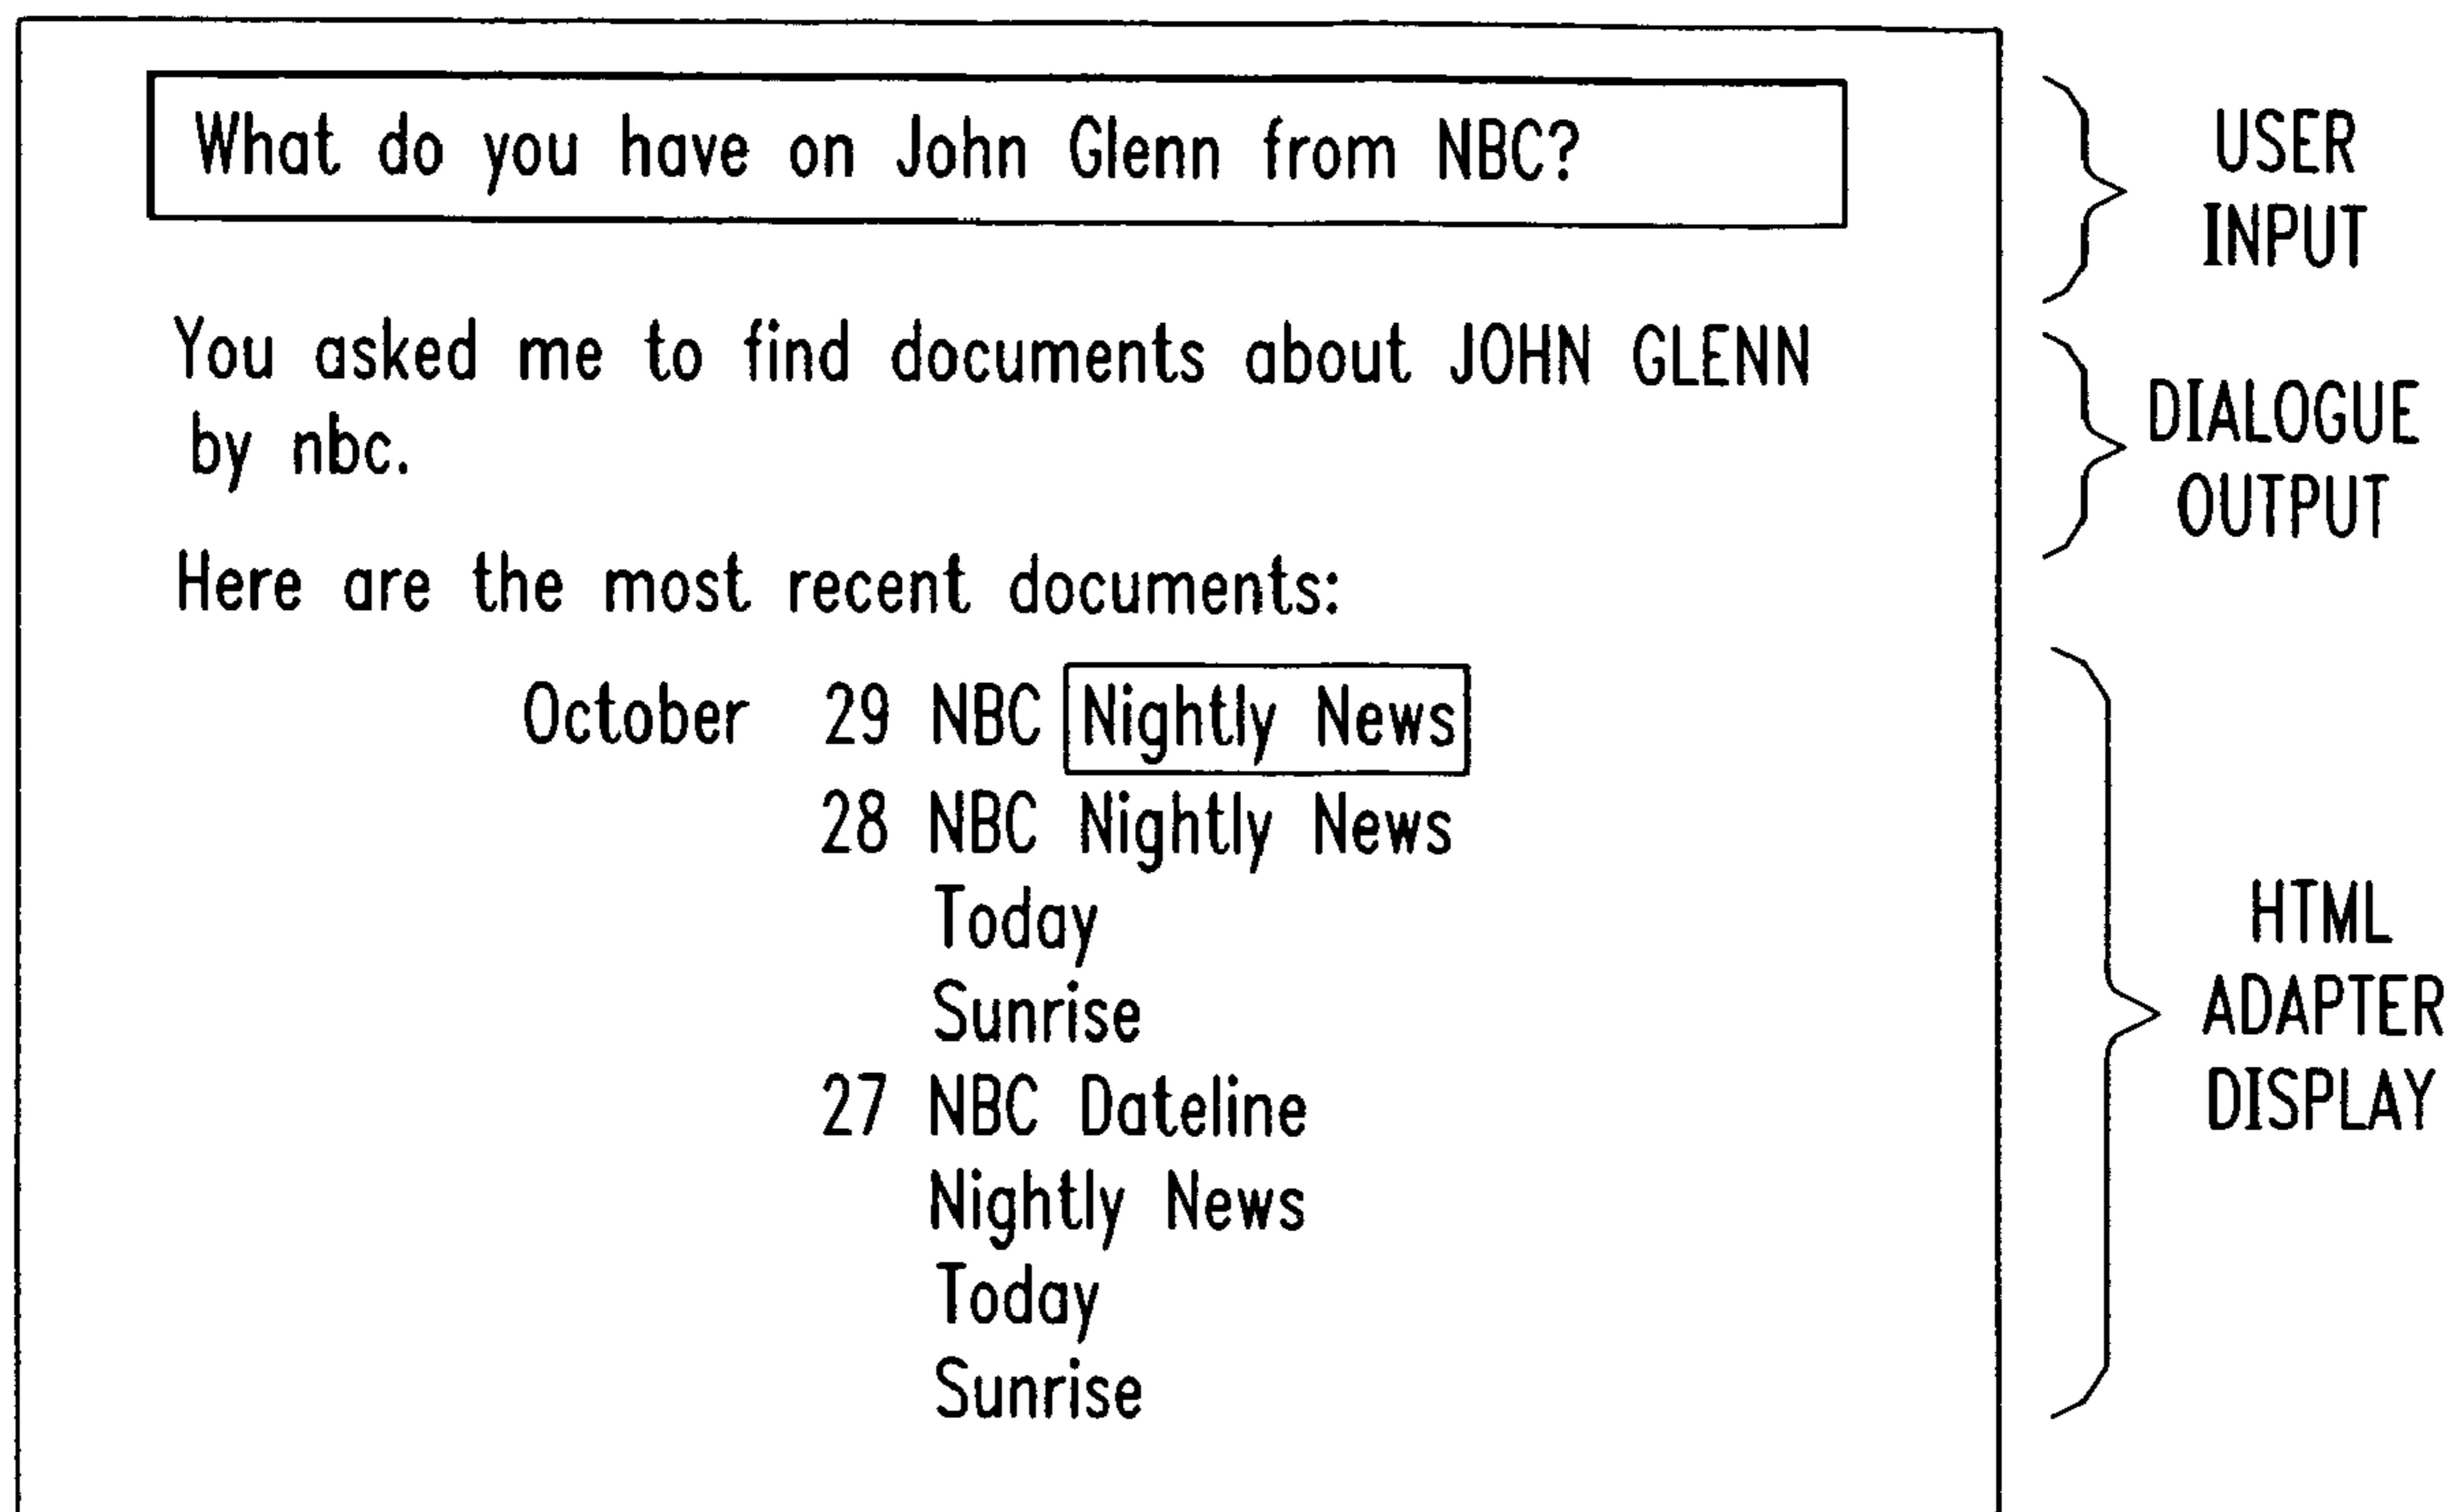 What do you have on John Glenn from NBC?
USER
INPUT
You asked me to find documents about JOHN GLENN
by nbc.
DIALOGUE
OUTPUT
Here are the most recent documents:
October 29 NBC Nightly News
28 NBC Nightly News
Today
Sunrise
27 NBC Dateline
Nightly News
Today
Sunrise
HTML
ADAPTER
DISPLAY